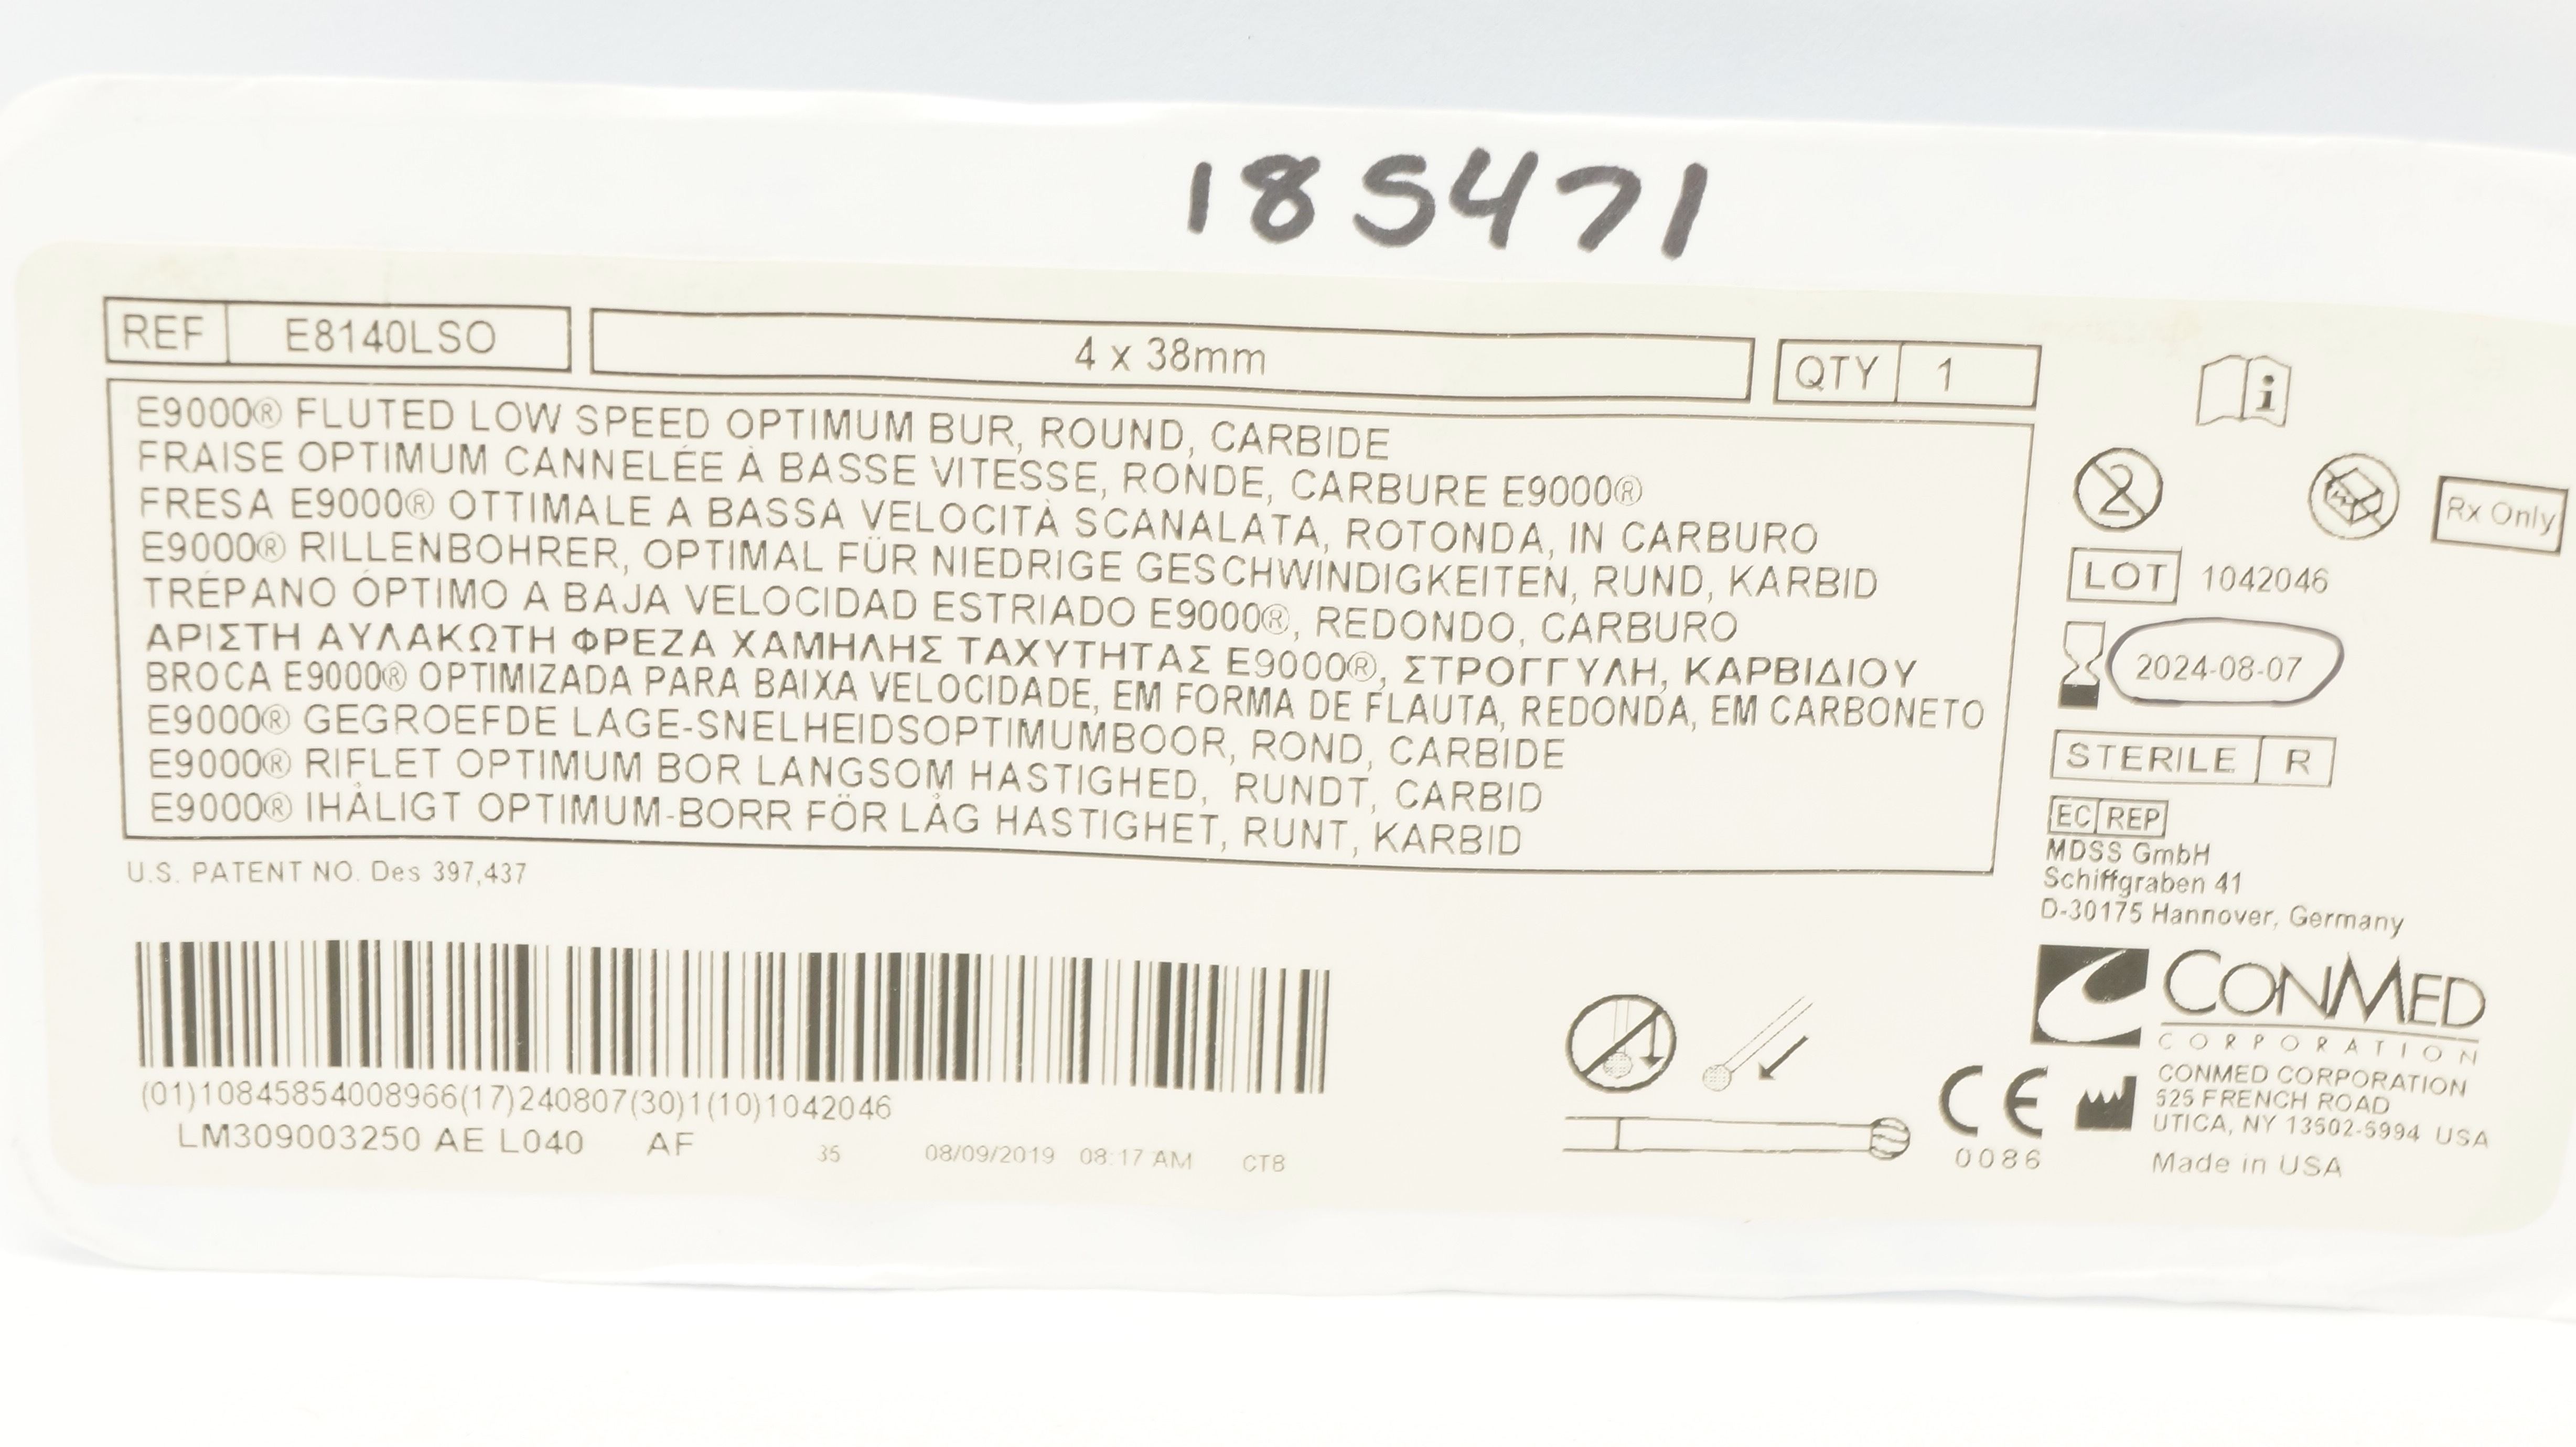 185471
REF E8140LSO 4 x 38mm QTY 1
E9000® FLUTED LOW SPEED OPTIMUM BUR, ROUND, CARBIDE
FRAISE OPTIMUM CANNELÉE À BASSE VITESSE, RONDE, CARBURE E9000®
FRESA E9000® OTTIMALE A BASSA VELOCITÀ SCANALATA, ROTONDA, IN CARBURO
E9000® RILLENBOHRER, OPTIMAL FÜR NIEDRIGE GESCHWINDIGKEITEN, RUND, KARBID
TRÉPANO ÓPTIMO A BAJA VELOCIDAD ESTRIADO E9000®, REDONDO, CARBURO
ΑΡΙΣΤΗ ΑΥΛΑΚΩΤΗ ΦΡΕΖΑ ΧΑΜΗΛΗΣ ΤΑΧΥΤΗΤΑΣ E9000®, ΣΤΡΟΓΓΥΛΗ, ΚΑΡΒΙΔΙΟΥ
BROCA E9000® OPTIMIZADA PARA BAIXA VELOCIDADE, EM FORMA DE FLAUTA, REDONDA, EM CARBONETO
E9000® GEGROEFDE LAGE-SNELHEIDSOPTIMUMBOOR, ROND, CARBIDE
E9000® RIFLET OPTIMUM BOR LANGSOM HASTIGHED, RUNDT, CARBID
E9000® IHÅLIGT OPTIMUM-BORR FÖR LÅG HASTIGHET, RUNT, KARBID
U.S. PATENT NO. Des 397,437
(01)10845854008966(17)240807(30)1(10)1042046
LM309003250 AE L040 AF 35 08/09/2019 08:17 AM CTB
i
2
Rx Only
LOT 1042046
2024-08-07
STERILE R
EC REP
MDSS GmbH
Schiffgraben 41
D-30175 Hannover, Germany
CONMED
CORPORATION
CE
0086
CONMED CORPORATION
525 FRENCH ROAD
UTICA, NY 13502-5994 USA
Made in USA